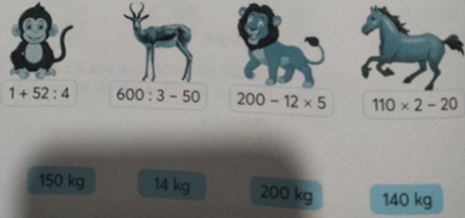 1 + 52 : 4
600 : 3 – 50
200 – 12 × 5
110 × 2 – 20
150 kg
14 kg
200 kg
140 kg